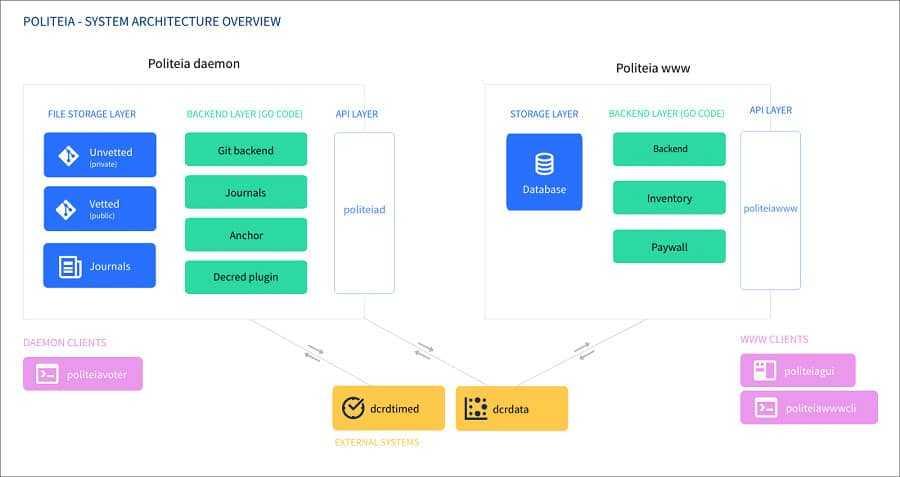 POLITEIA - SYSTEM ARCHITECTURE OVERVIEW
Politeia daemon
FILE STORAGE LAYER
Unvetted
(private)
Vetted
(public)
Journals
BACKEND LAYER (GO CODE)
Git backend
Journals
Anchor
Decred plugin
API LAYER
politeiad
Politeia www
STORAGE LAYER
Database
BACKEND LAYER (GO CODE)
Backend
Inventory
Paywall
API LAYER
politeiawww
DAEMON CLIENTS
politeiavoter
dcrdtimed
dcrdata
EXTERNAL SYSTEMS
WWW CLIENTS
politeiagui
politeiawwwcli